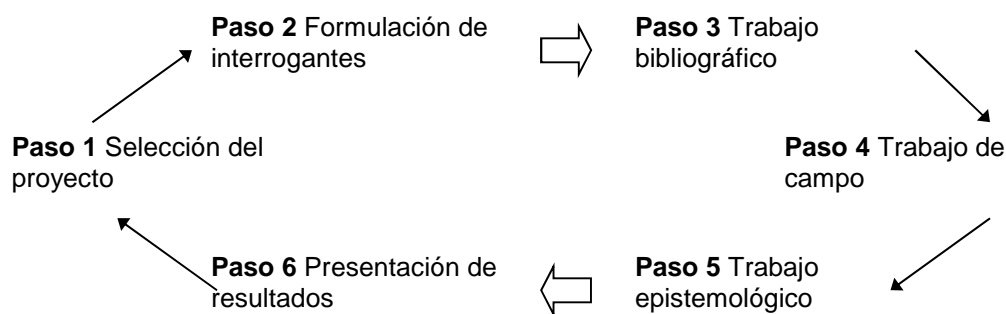 Paso 2 Formulación de
interrogantes
Paso 3 Trabajo
bibliográfico
Paso 1 Selección del
proyecto
Paso 4 Trabajo de
campo
Paso 6 Presentación de
resultados
Paso 5 Trabajo
epistemológico